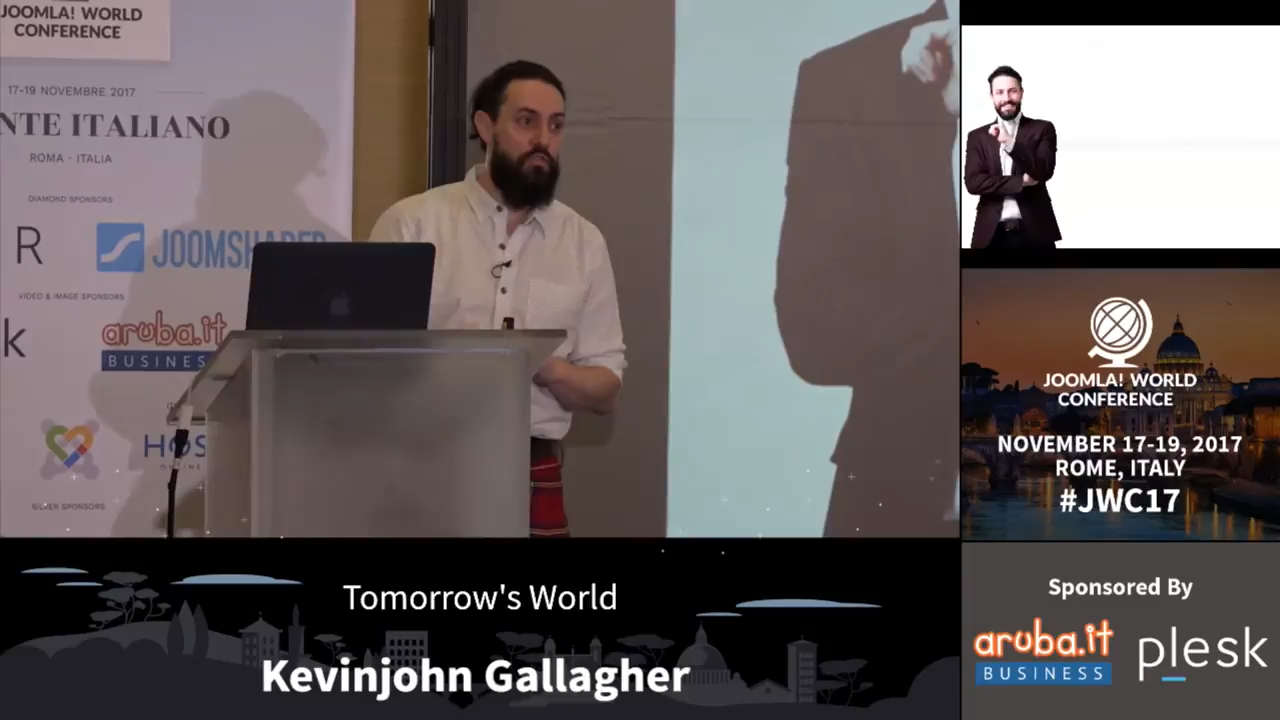 JOOMLA! WORLD
CONFERENCE
17-19 NOVEMBRE 2017
NTE ITALIANO
ROMA - ITALIA
DIAMOND SPONSORS
R
JOOMSHAPER
VIDEO & IMAGE SPONSORS
k
aruba.it
BUSINESS
HOS
SILVER SPONSORS
Tomorrow's World
Kevinjohn Gallagher
JOOMLA! WORLD
CONFERENCE
NOVEMBER 17-19, 2017
ROME, ITALY
#JWC17
Sponsored By
aruba.it
BUSINESS
plesk